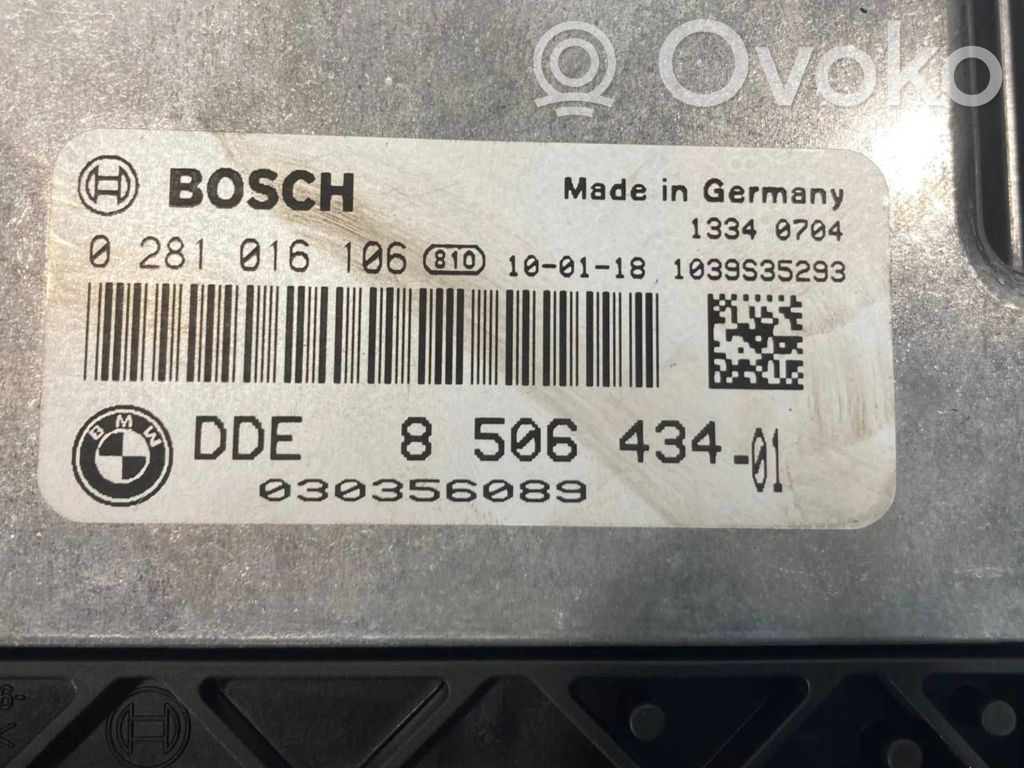 Ovoko
BOSCH
Made in Germany
1334 0704
0 281 016 106 810 10-01-18 1039S35293
BMW
DDE 8 506 434-01
030356089